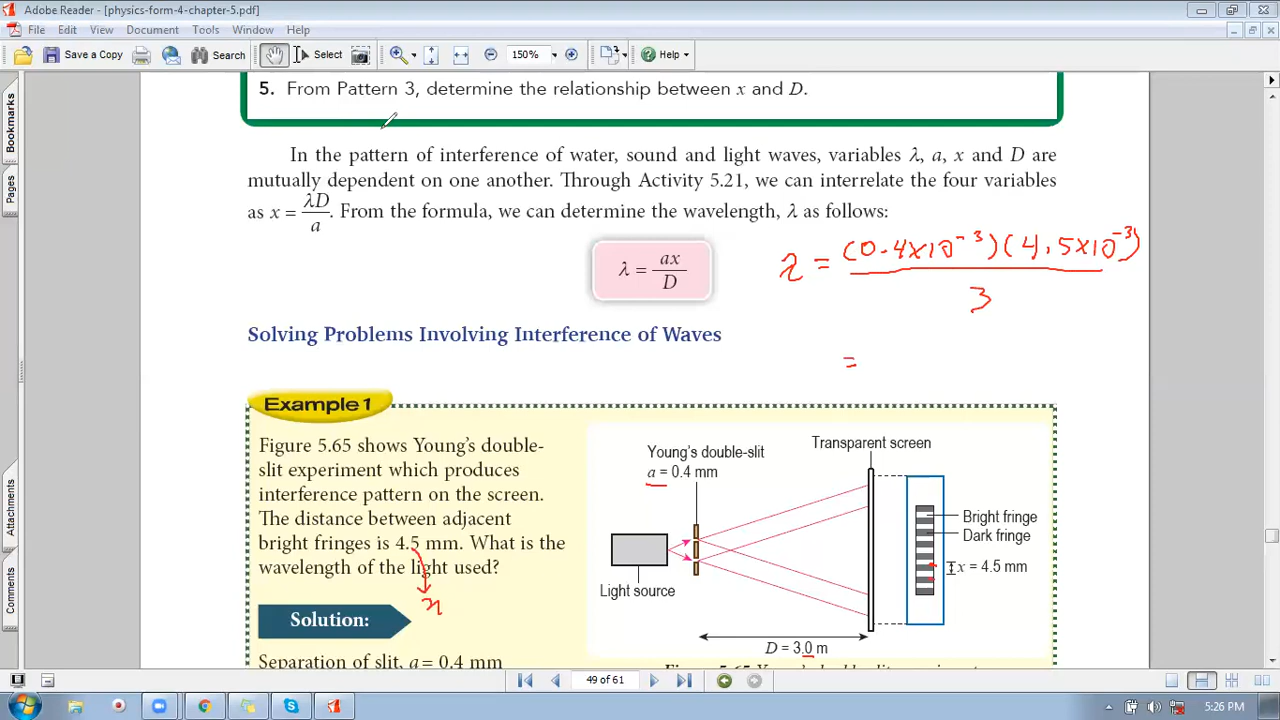 Adobe Reader - [physics-form-4-chapter-5.pdf]
File Edit View Document Tools Window Help
Save a Copy Search Select 150% Help
Bookmarks
Pages
Attachments
Comments
5. From Pattern 3, determine the relationship between x and D.
In the pattern of interference of water, sound and light waves, variables λ, a, x and D are
mutually dependent on one another. Through Activity 5.21, we can interrelate the four variables
as x = λD/a. From the formula, we can determine the wavelength, λ as follows:
λ = ax/D
λ = (0.4x10⁻³)(4.5x10⁻³)
3
=
Solving Problems Involving Interference of Waves
Example 1
Figure 5.65 shows Young's double-
slit experiment which produces
interference pattern on the screen.
The distance between adjacent
bright fringes is 4.5 mm. What is the
wavelength of the light used?
x
Solution:
Separation of slit, a = 0.4 mm
Young's double-slit
a = 0.4 mm
Transparent screen
Bright fringe
Dark fringe
x = 4.5 mm
Light source
D = 3.0 m
49 of 61
5:26 PM